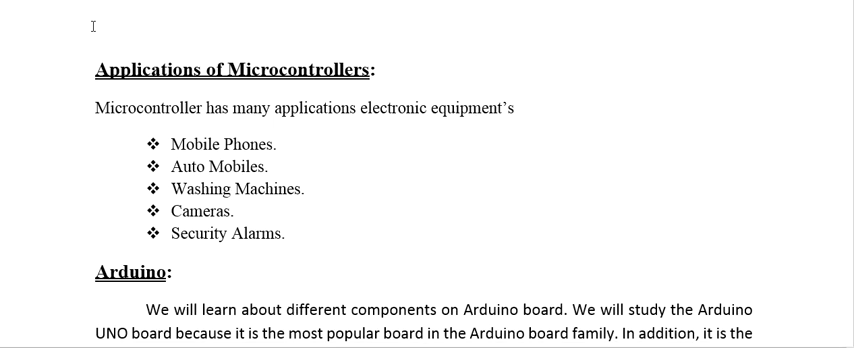 Applications of Microcontrollers:
Microcontroller has many applications electronic equipment’s
❖ Mobile Phones.
❖ Auto Mobiles.
❖ Washing Machines.
❖ Cameras.
❖ Security Alarms.
Arduino:
We will learn about different components on Arduino board. We will study the Arduino
UNO board because it is the most popular board in the Arduino board family. In addition, it is the